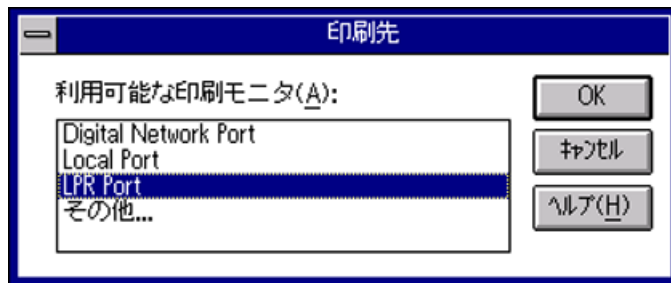 印刷先
利用可能な印刷モニタ(A):
Digital Network Port
Local Port
LPR Port
その他...
OK
ｷｬﾝｾﾙ
ﾍﾙﾌﾟ(H)